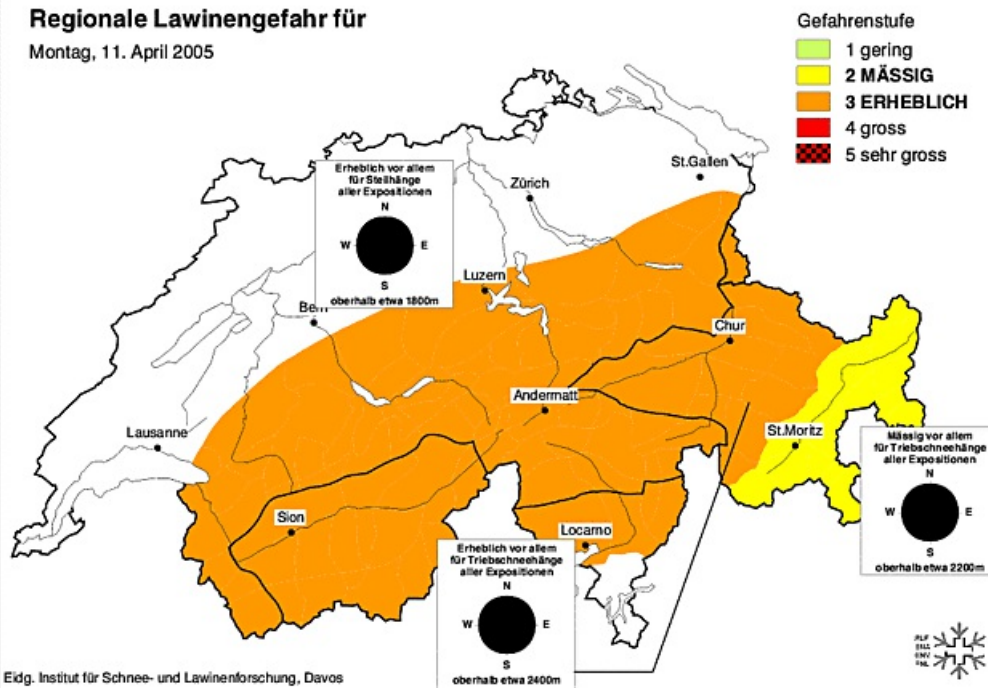 Regionale Lawinengefahr für
Montag, 11. April 2005
Gefahrenstufe
1 gering
2 MÄSSIG
3 ERHEBLICH
4 gross
5 sehr gross
St.Gallen
Zürich
Erheblich vor allem
für Steilhänge
aller Expositionen
N
W E
S
oberhalb etwa 1800m
Luzern
Bern
Chur
Andermatt
Lausanne
St.Moritz
Mässig vor allem
für Triebschneehänge
aller Expositionen
N
W E
S
oberhalb etwa 2200m
Sion
Locarno
Erheblich vor allem
für Triebschneehänge
aller Expositionen
N
W E
S
oberhalb etwa 2400m
Eidg. Institut für Schnee- und Lawinenforschung, Davos